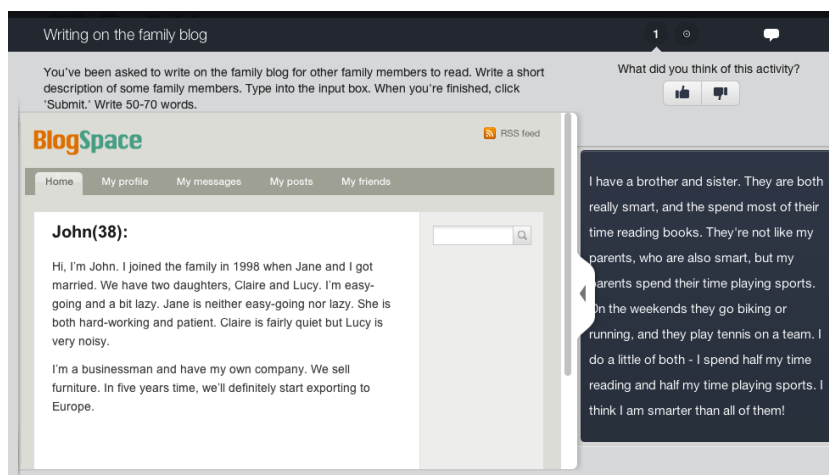 Writing on the family blog
1
You've been asked to write on the family blog for other family members to read. Write a short
description of some family members. Type into the input box. When you're finished, click
'Submit.' Write 50-70 words.
What did you think of this activity?
BlogSpace
RSS feed
Home My profile My messages My posts My friends
John(38):
Hi, I'm John. I joined the family in 1998 when Jane and I got
married. We have two daughters, Claire and Lucy. I'm easy-
going and a bit lazy. Jane is neither easy-going nor lazy. She is
both hard-working and patient. Claire is fairly quiet but Lucy is
very noisy.
I'm a businessman and have my own company. We sell
furniture. In five years time, we'll definitely start exporting to
Europe.
I have a brother and sister. They are both
really smart, and the spend most of their
time reading books. They're not like my
parents, who are also smart, but my
parents spend their time playing sports.
On the weekends they go biking or
running, and they play tennis on a team. I
do a little of both - I spend half my time
reading and half my time playing sports. I
think I am smarter than all of them!